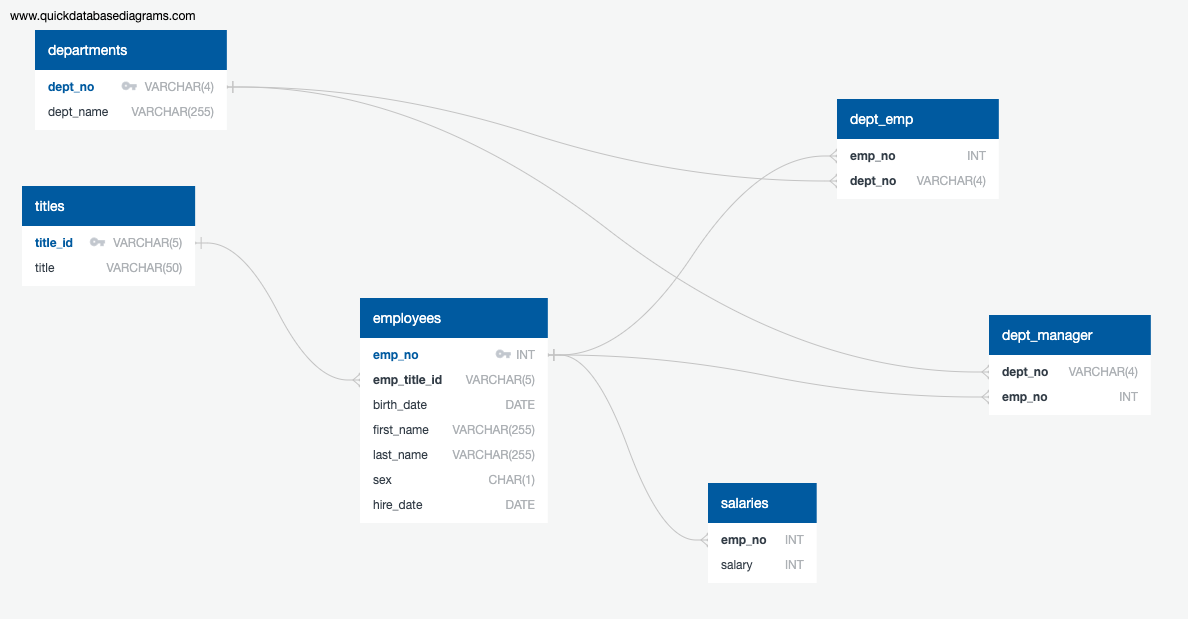 www.quickdatabasediagrams.com
departments
dept_no VARCHAR(4)
dept_name VARCHAR(255)
titles
title_id VARCHAR(5)
title VARCHAR(50)
employees
emp_no INT
emp_title_id VARCHAR(5)
birth_date DATE
first_name VARCHAR(255)
last_name VARCHAR(255)
sex CHAR(1)
hire_date DATE
dept_emp
emp_no INT
dept_no VARCHAR(4)
dept_manager
dept_no VARCHAR(4)
emp_no INT
salaries
emp_no INT
salary INT